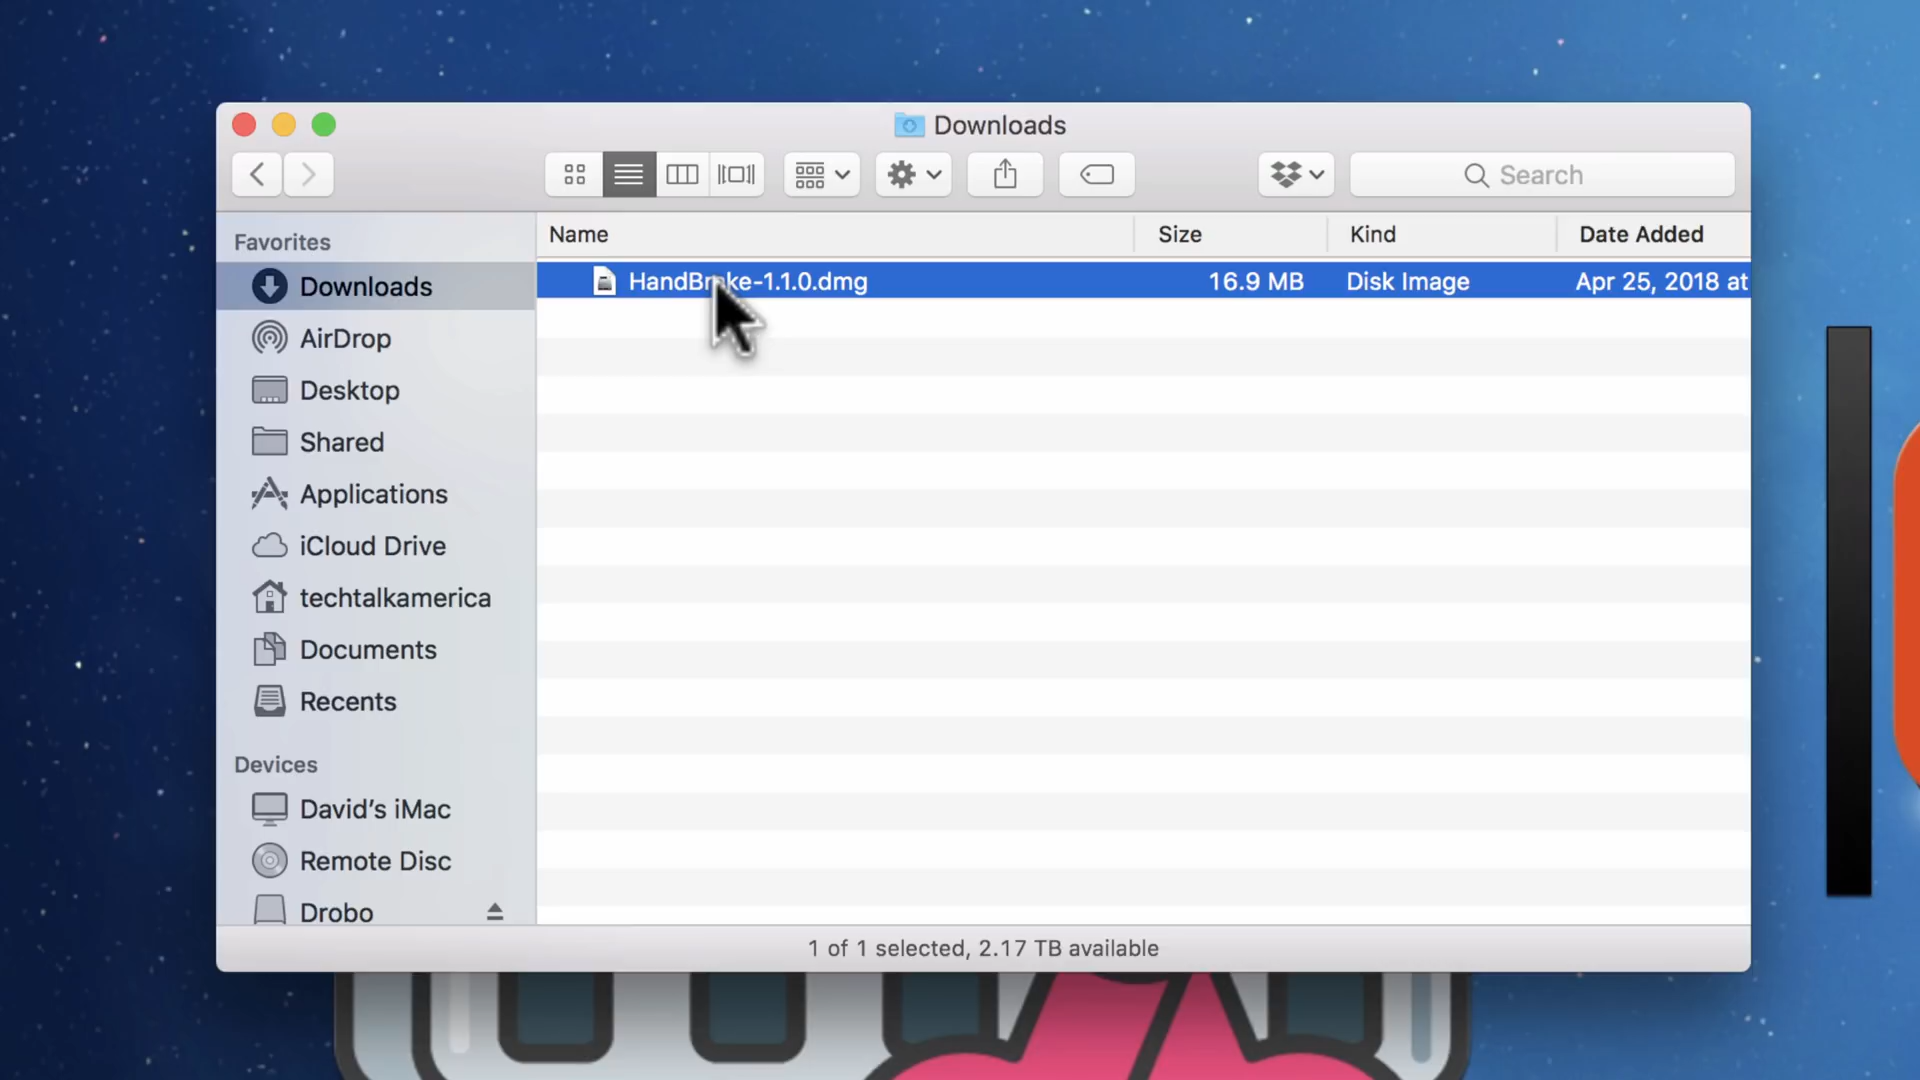 Downloads
Search
Favorites
Downloads
AirDrop
Desktop
Shared
Applications
iCloud Drive
techtalkamerica
Documents
Recents
Devices
David's iMac
Remote Disc
Drobo
Name Size Kind Date Added
HandBrake-1.1.0.dmg 16.9 MB Disk Image Apr 25, 2018 at
1 of 1 selected, 2.17 TB available